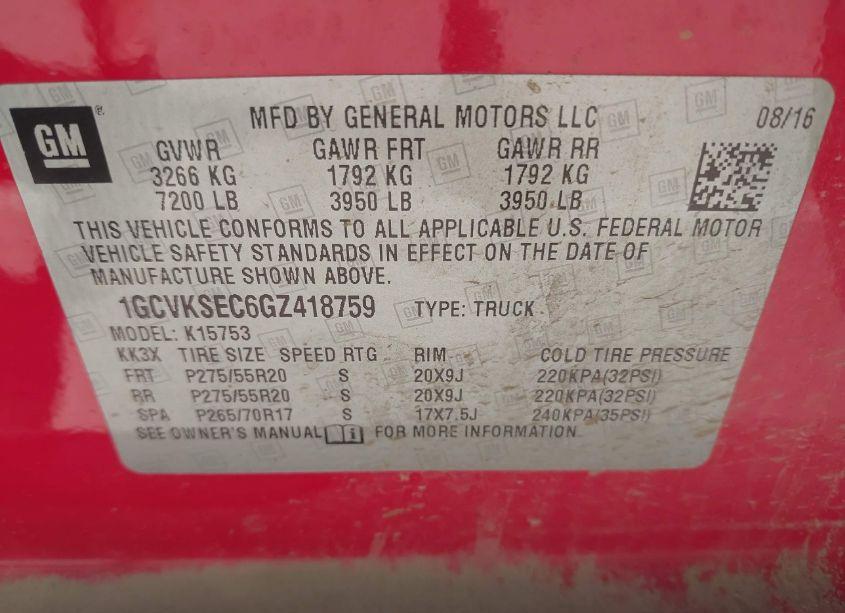 GM ®
MFD BY GENERAL MOTORS LLC 08/16
GVWR GAWR FRT GAWR RR
3266 KG 1792 KG 1792 KG
7200 LB 3950 LB 3950 LB
THIS VEHICLE CONFORMS TO ALL APPLICABLE U.S. FEDERAL MOTOR
VEHICLE SAFETY STANDARDS IN EFFECT ON THE DATE OF
MANUFACTURE SHOWN ABOVE.
1GCVKSEC6GZ418759 TYPE: TRUCK
MODEL: K15753
KK3X TIRE SIZE SPEED RTG RIM COLD TIRE PRESSURE
FRT P275/55R20 S 20X9J 220KPA(32PSI)
RR P275/55R20 S 20X9J 220KPA(32PSI)
SPA P265/70R17 S 17X7.5J 240KPA(35PSI)
SEE OWNER'S MANUAL i FOR MORE INFORMATION.